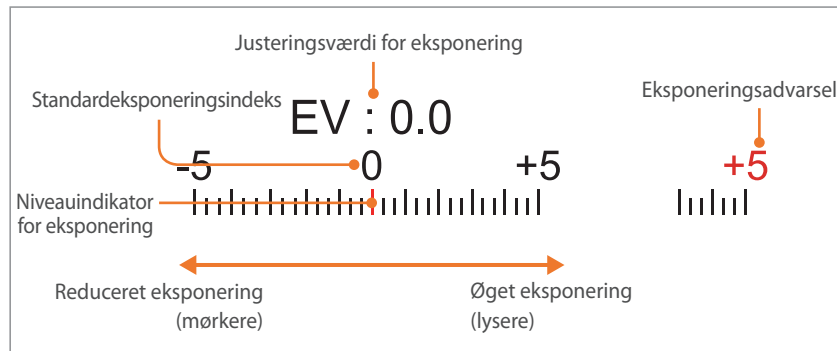 Justeringsværdi for eksponering
Standardeksponeringsindeks
Eksponeringsadvarsel
EV : 0.0
-5 0 +5 +5
Niveauindikator
for eksponering
Reduceret eksponering
(mørkere)
Øget eksponering
(lysere)